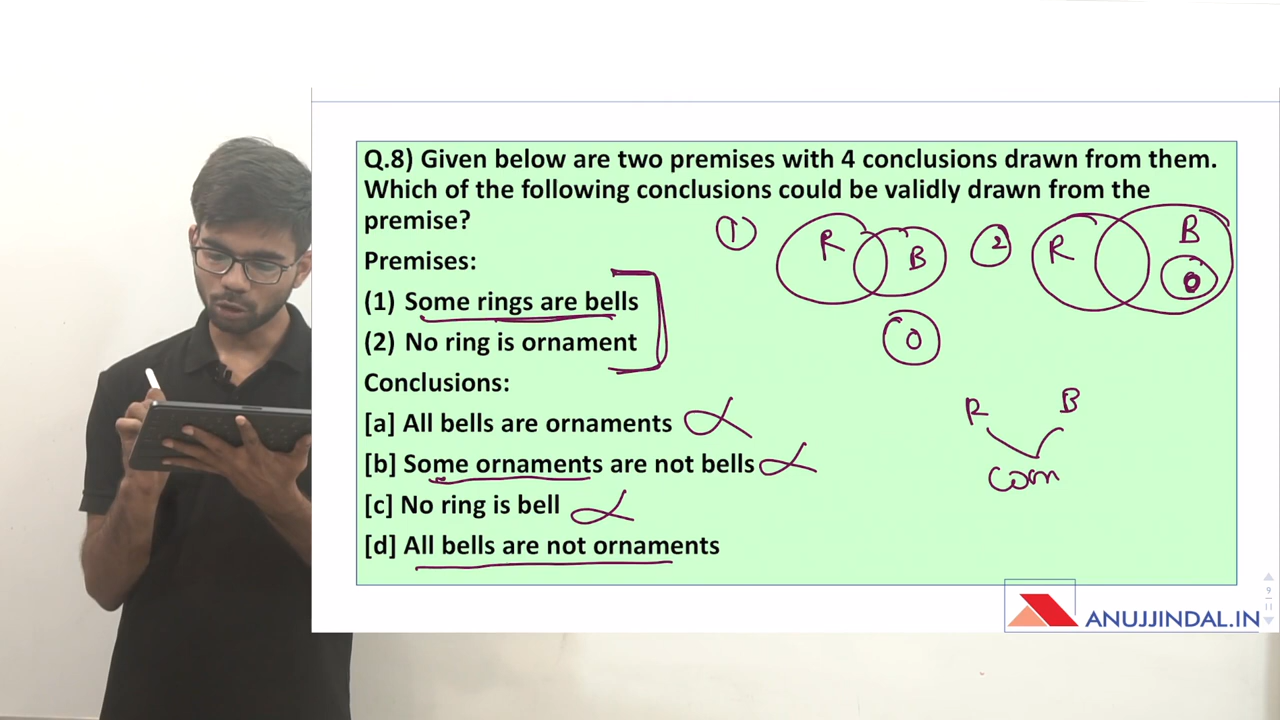 Q.8) Given below are two premises with 4 conclusions drawn from them.
Which of the following conclusions could be validly drawn from the
premise?
Premises:
(1) Some rings are bells
(2) No ring is ornament
Conclusions:
[a] All bells are ornaments
[b] Some ornaments are not bells
[c] No ring is bell
[d] All bells are not ornaments
1
R B
O
2
R B
O
R B
Com
9
11
ANUJJINDAL.IN